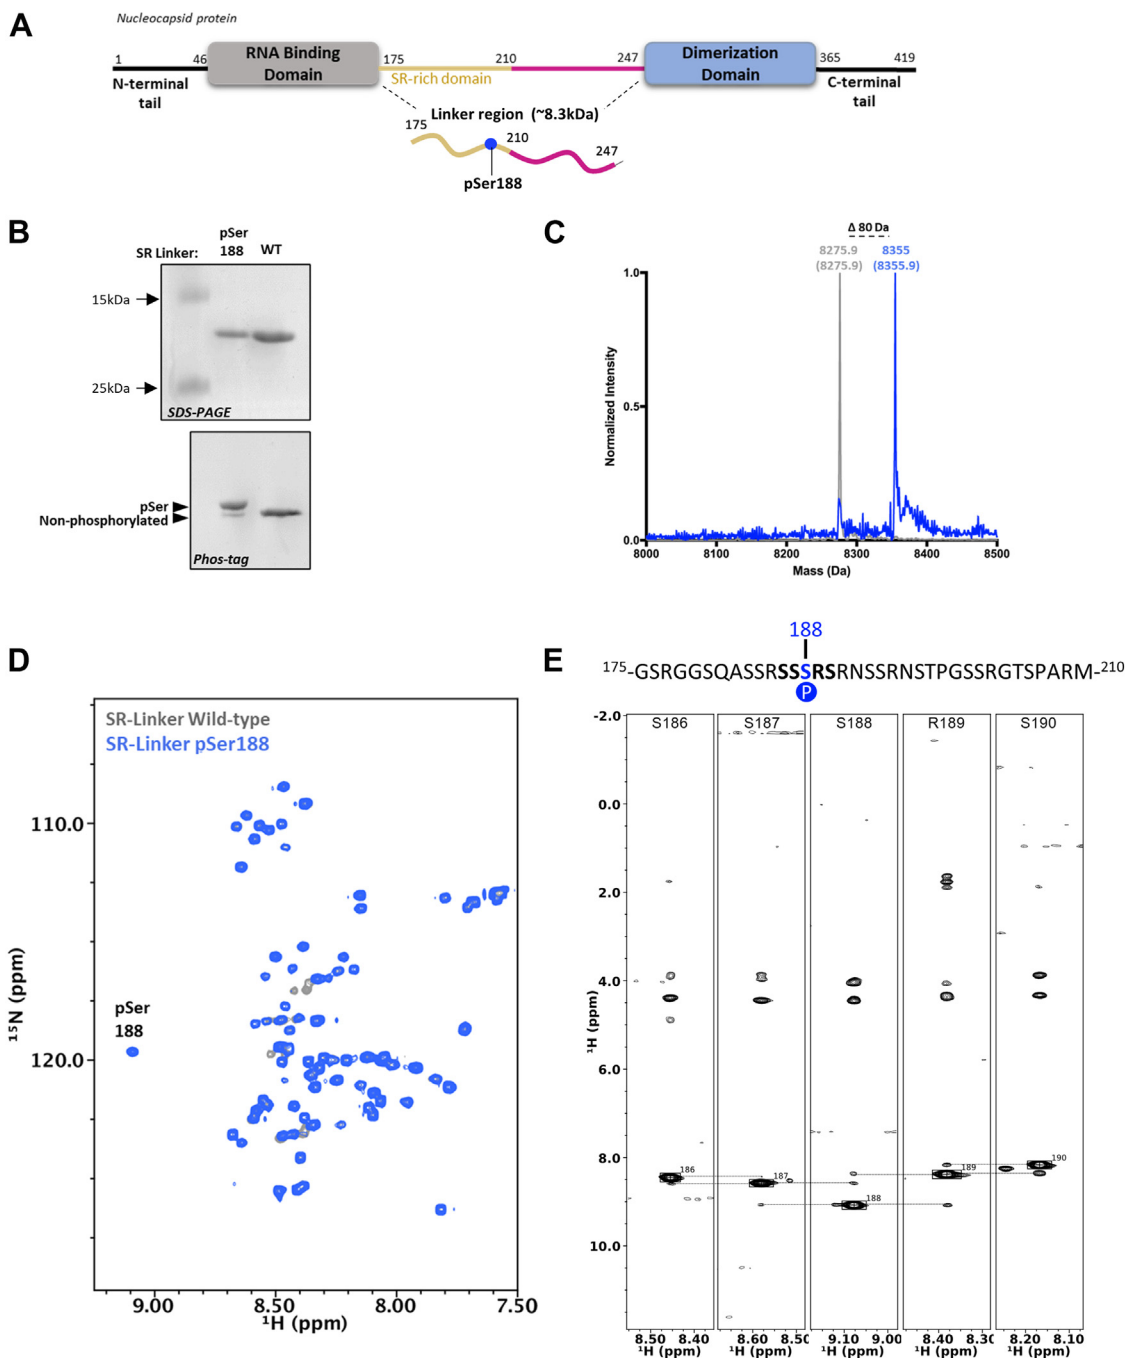 A
Nucleocapsid protein
1
46
RNA Binding
Domain
175
210
247
Dimerization
Domain
365
419
SR-rich domain
N-terminal
tail
C-terminal
tail
Linker region (~8.3kDa)
175
210
247
pSer188
B
SR Linker:
pSer
188
WT
15kDa
25kDa
SDS-PAGE
pSer
Non-phosphorylated
Phos-tag
C
Δ 80 Da
8275.9
(8275.9)
8355
(8355.9)
1.0
0.5
0.0
Normalized Intensity
8000
8100
8200
8300
8400
8500
Mass (Da)
D
SR-Linker Wild-type
SR-Linker pSer188
110.0
120.0
15N (ppm)
pSer
188
9.00
8.50
8.00
7.50
1H (ppm)
E
188
175-GSRGGSQASSRSSSRSRNSSRNSTPGSSRGTSPARM-210
P
-2.0
0.0
2.0
4.0
6.0
8.0
10.0
1H (ppm)
S186
S187
S188
R189
S190
186
187
188
189
190
8.50 8.40
8.60 8.50
9.10 9.00
8.40 8.30
8.20 8.10
1H (ppm)
1H (ppm)
1H (ppm)
1H (ppm)
1H (ppm)